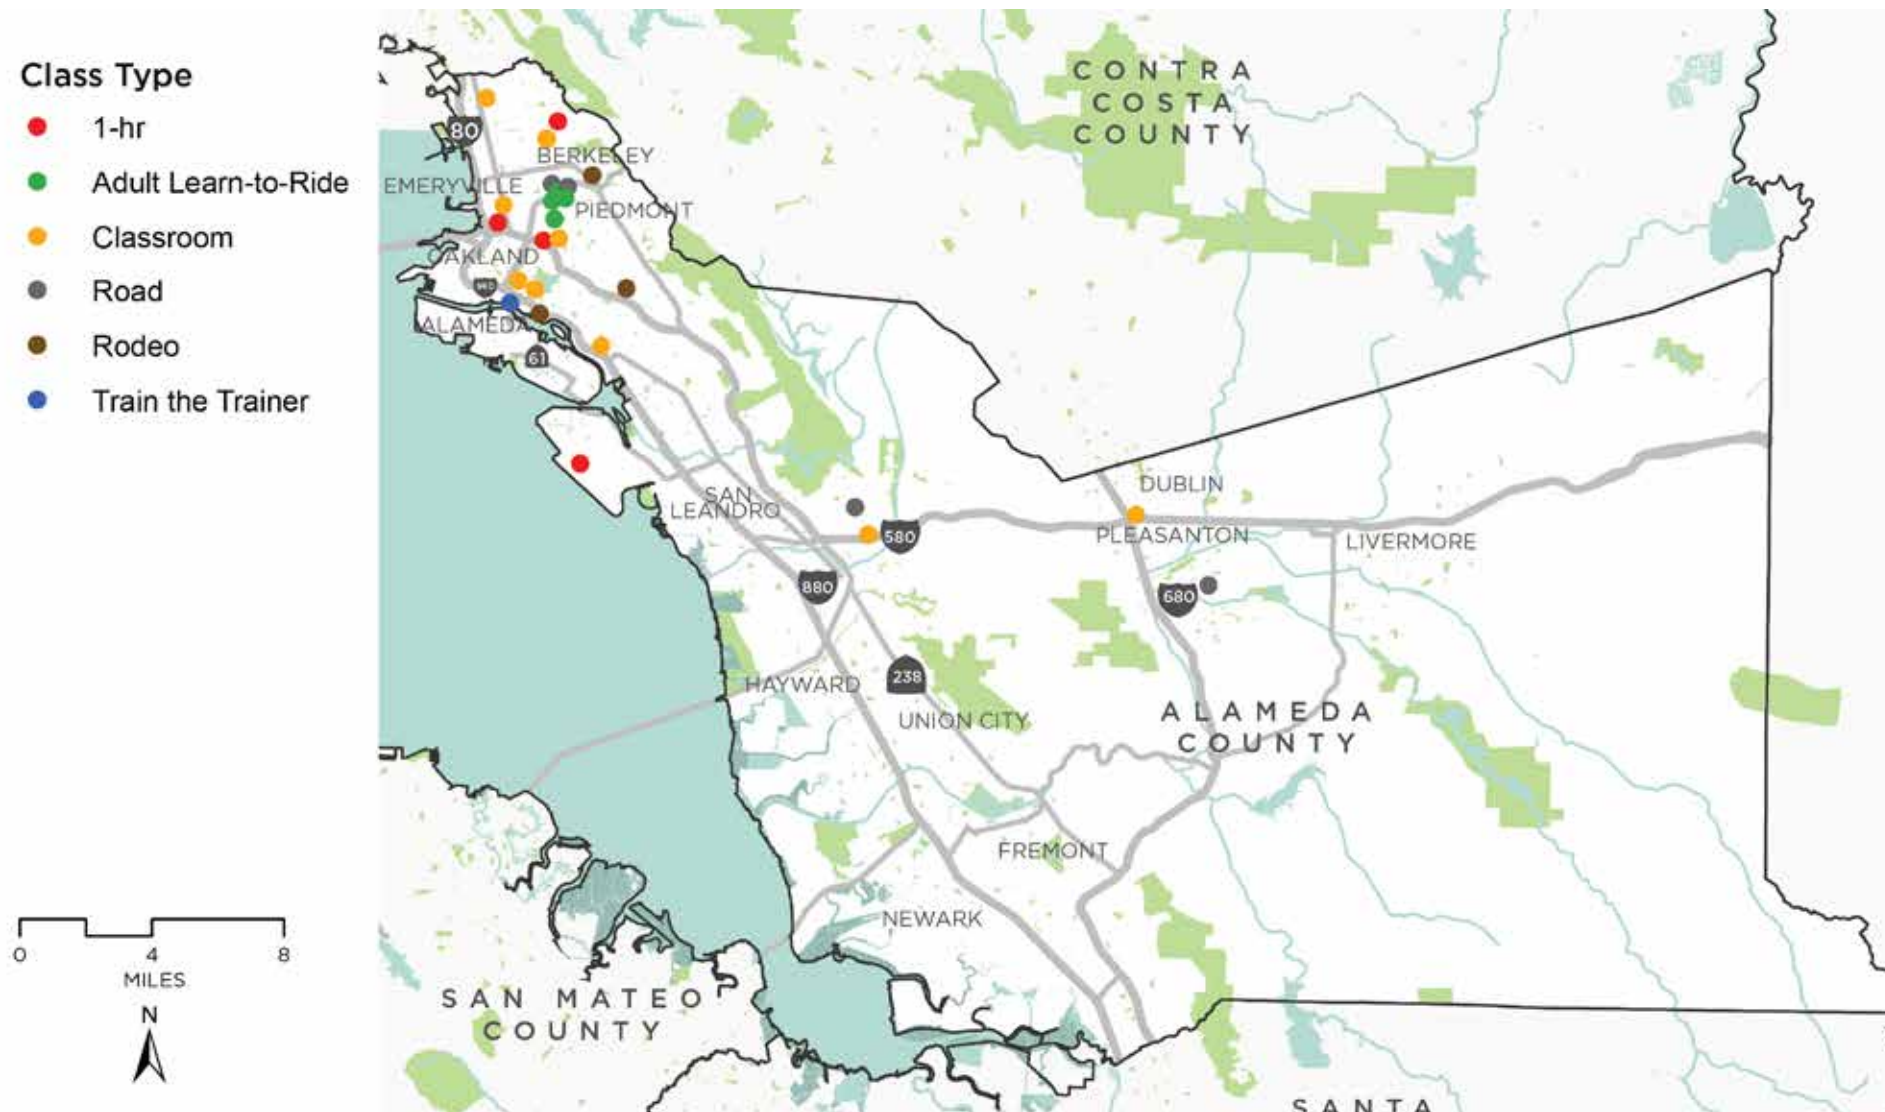 Class Type
1-hr
Adult Learn-to-Ride
Classroom
Road
Rodeo
Train the Trainer
0 4 8
MILES
N
CONTRA
COSTA
COUNTY
80
BERKELEY
EMERYVILLE
PIEDMONT
OAKLAND
ALAMEDA
61
SAN
LEANDRO
580
880
DUBLIN
PLEASANTON
LIVERMORE
680
HAYWARD
238
UNION CITY
ALAMEDA
COUNTY
FREMONT
NEWARK
SAN MATEO
COUNTY
SANTA